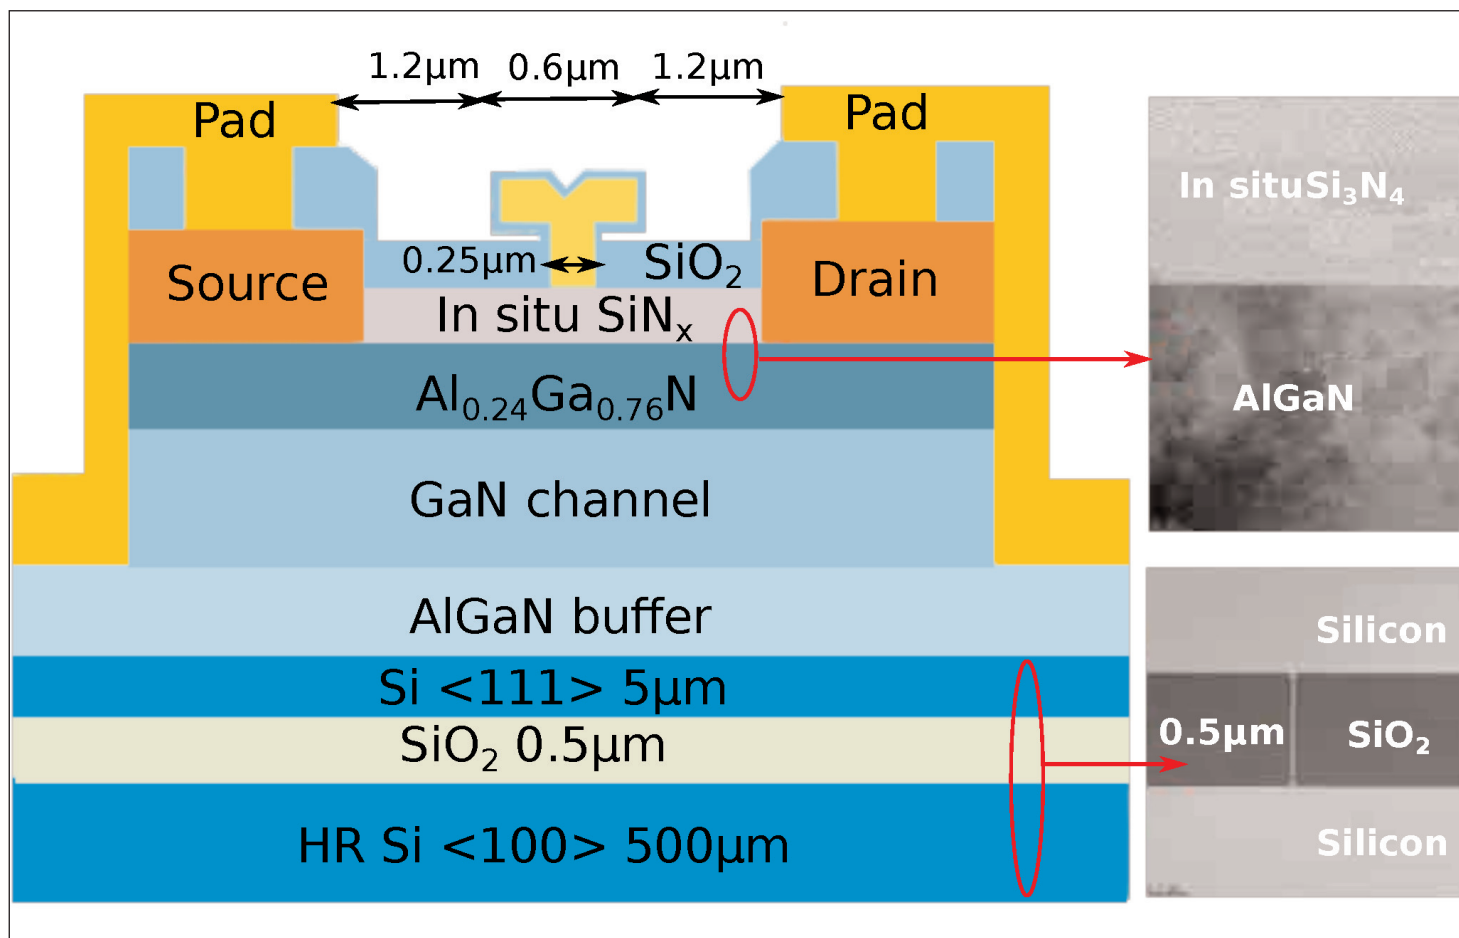 1.2μm 0.6μm 1.2μm
Pad
Pad
0.25μm
SiO₂
Source
Drain
In situ SiNₓ
Al₀.₂₄Ga₀.₇₆N
GaN channel
AlGaN buffer
Si <111> 5μm
SiO₂ 0.5μm
HR Si <100> 500μm
In situSi₃N₄
AlGaN
Silicon
0.5μm
SiO₂
Silicon